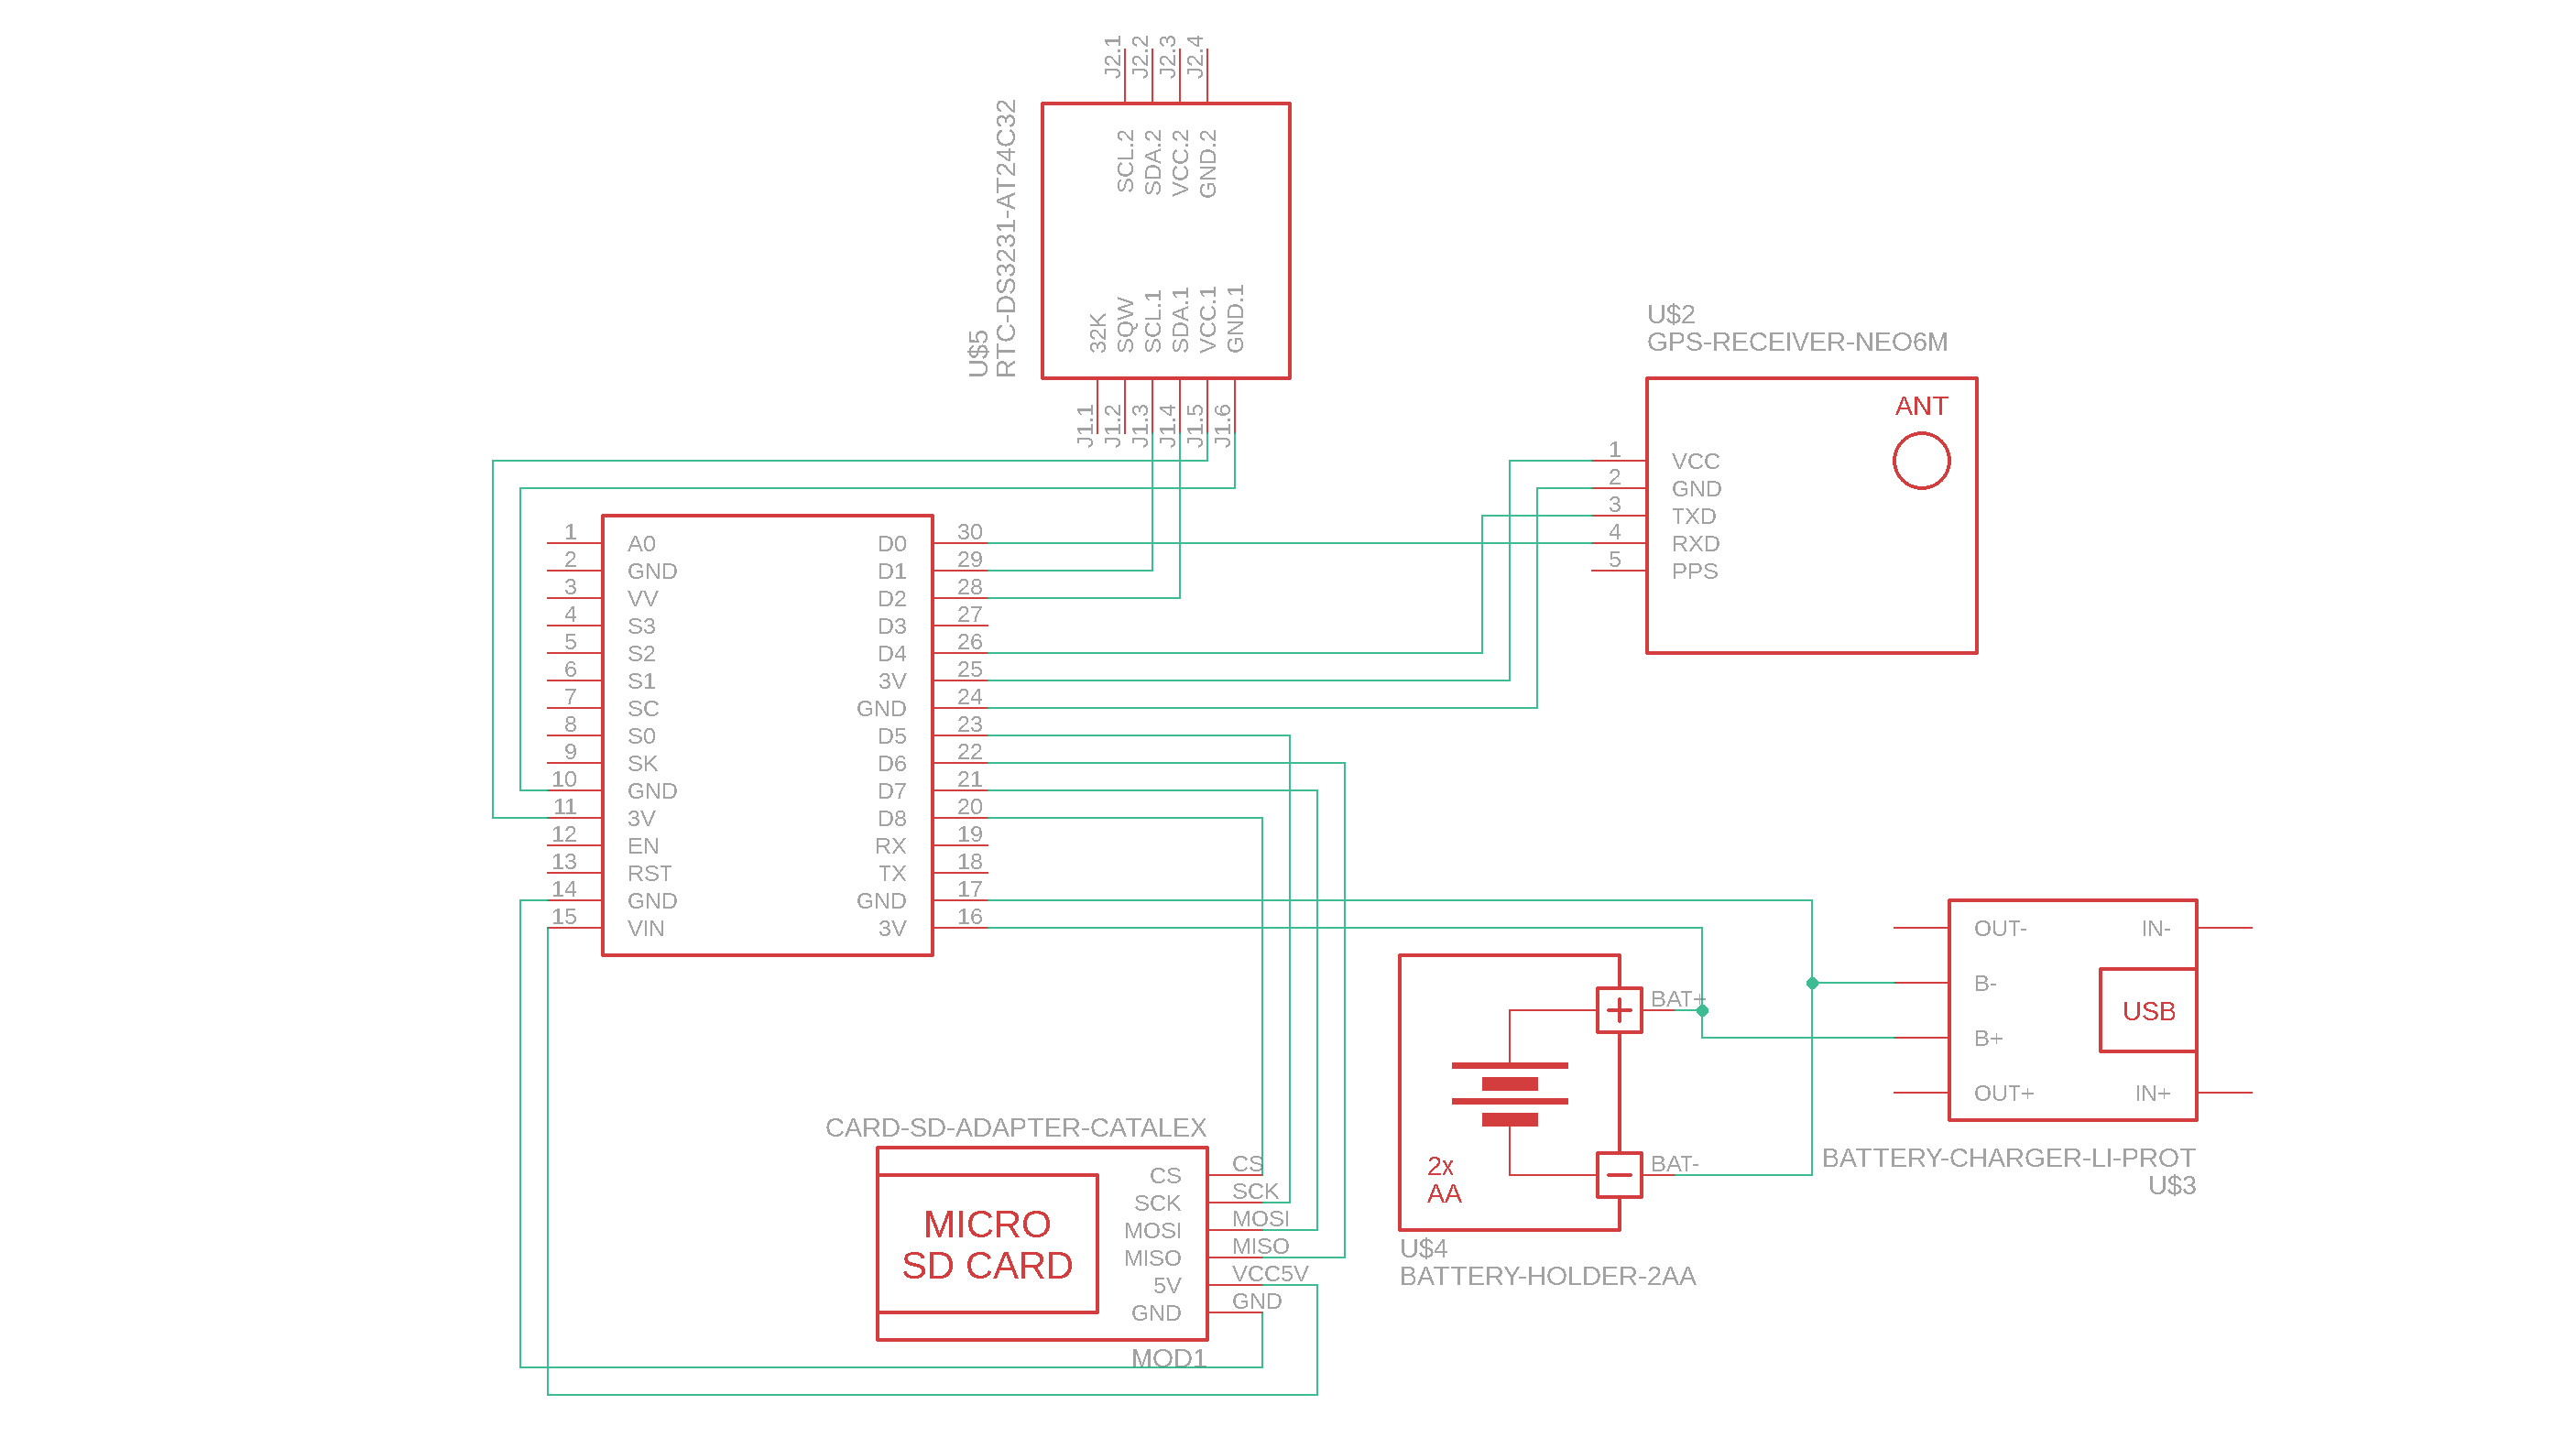 J2.1
J2.2
J2.3
J2.4
SCL.2
SDA.2
VCC.2
GND.2
U$5
RTC-DS3231-AT24C32
32K
SQW
SCL.1
SDA.1
VCC.1
GND.1
J1.1
J1.2
J1.3
J1.4
J1.5
J1.6
U$2
GPS-RECEIVER-NEO6M
ANT
1 VCC
2 GND
3 TXD
4 RXD
5 PPS
1 A0 D0 30
2 GND D1 29
3 VV D2 28
4 S3 D3 27
5 S2 D4 26
6 S1 3V 25
7 SC GND 24
8 S0 D5 23
9 SK D6 22
10 GND D7 21
11 3V D8 20
12 EN RX 19
13 RST TX 18
14 GND GND 17
15 VIN 3V 16
OUT- IN-
B-
USB
B+
OUT+ IN+
BATTERY-CHARGER-LI-PROT
U$3
BAT+
BAT-
2x
AA
U$4
BATTERY-HOLDER-2AA
CARD-SD-ADAPTER-CATALEX
MICRO
SD CARD
CS CS
SCK SCK
MOSI MOSI
MISO MISO
5V VCC5V
GND GND
MOD1